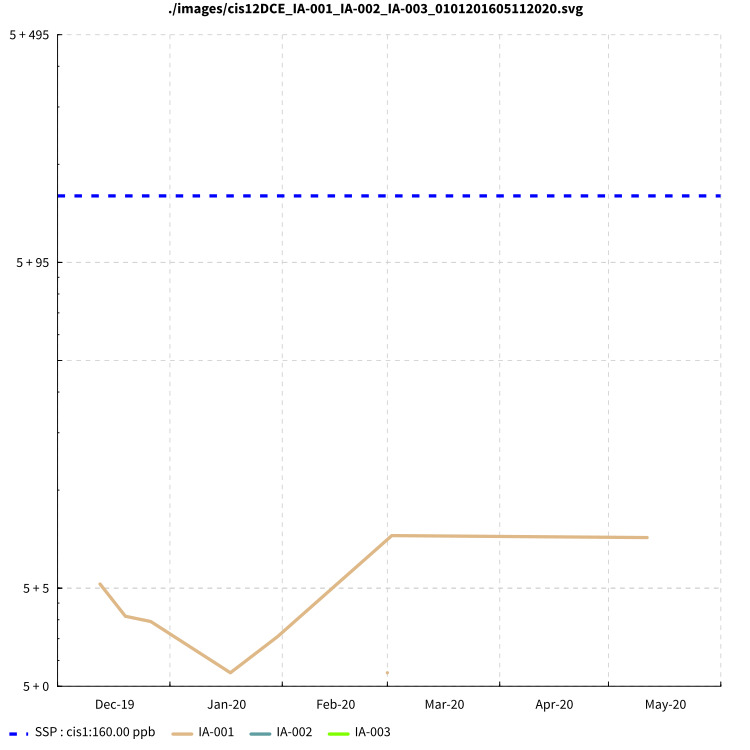 ./images/cis12DCE_IA-001_IA-002_IA-003_0101201605112020.svg
5 + 495
5 + 95
5 + 5
5 + 0
Dec-19 Jan-20 Feb-20 Mar-20 Apr-20 May-20
SSP : cis1:160.00 ppb IA-001 IA-002 IA-003